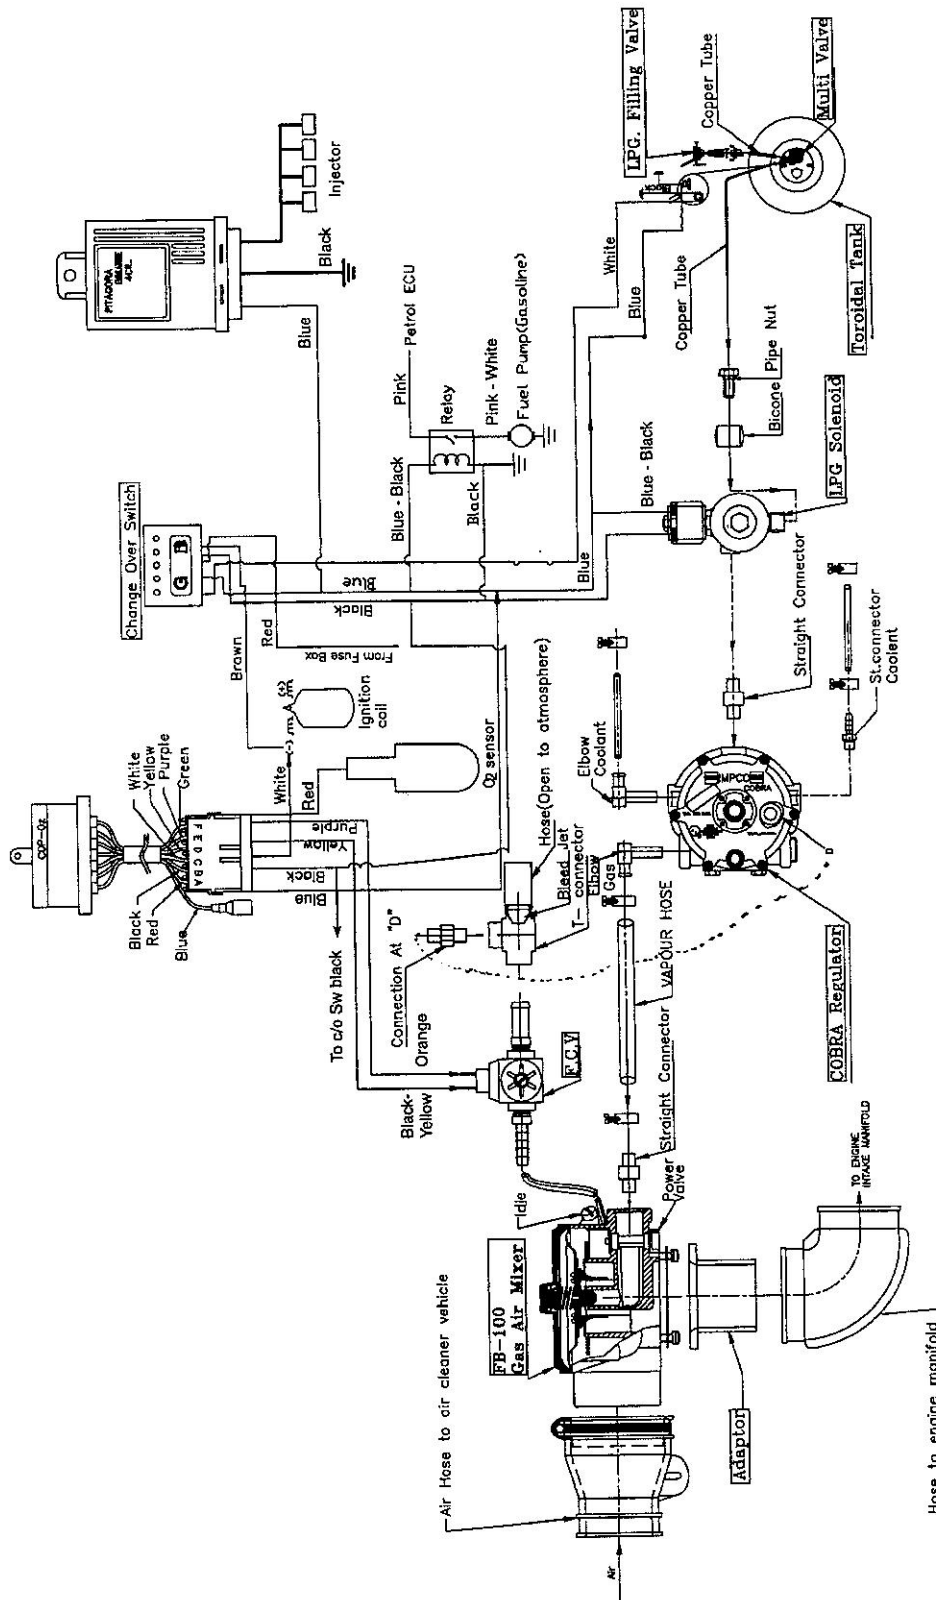 Change Over Switch
G
Brown
Red
From Fuse Box
Blue
Black
PITAGORA
Blue
Black
Injector
COP-O2
White
Yellow
Purple
Green
Black
Red
Blue
F E D C B A
White
Red
Purple
Yellow
Black
Blue
(-)
(+)
Ignition
coil
O2 sensor
To c/o Sw black
Pink
Petrol ECU
Relay
Pink - White
Fuel Pump(Gasoline)
Blue - Black
Black
White
Blue
Block
LPG. Filling Valve
Copper Tube
Multi Valve
Toroidal Tank
Copper Tube
Bicone
Pipe Nut
Blue - Black
Blue
LPG Solenoid
Straight Connector
St.connector
Coolent
Elbow
Coolant
IMPCO
COBRA
COBRA Regulator
D
Hose(Open to atmosphere)
Bleed Jet
T- connector
Elbow
Gas
VAPOUR HOSE
Connection At "D"
Orange
Black-
Yellow
F.C.V
Straight Connector
Power
Valve
Idle
FB-100
Gas Air Mixer
Air Hose to air cleaner vehicle
Air
Adaptor
TO ENGINE
INTAKE MANIFOLD
Hose to engine manifold